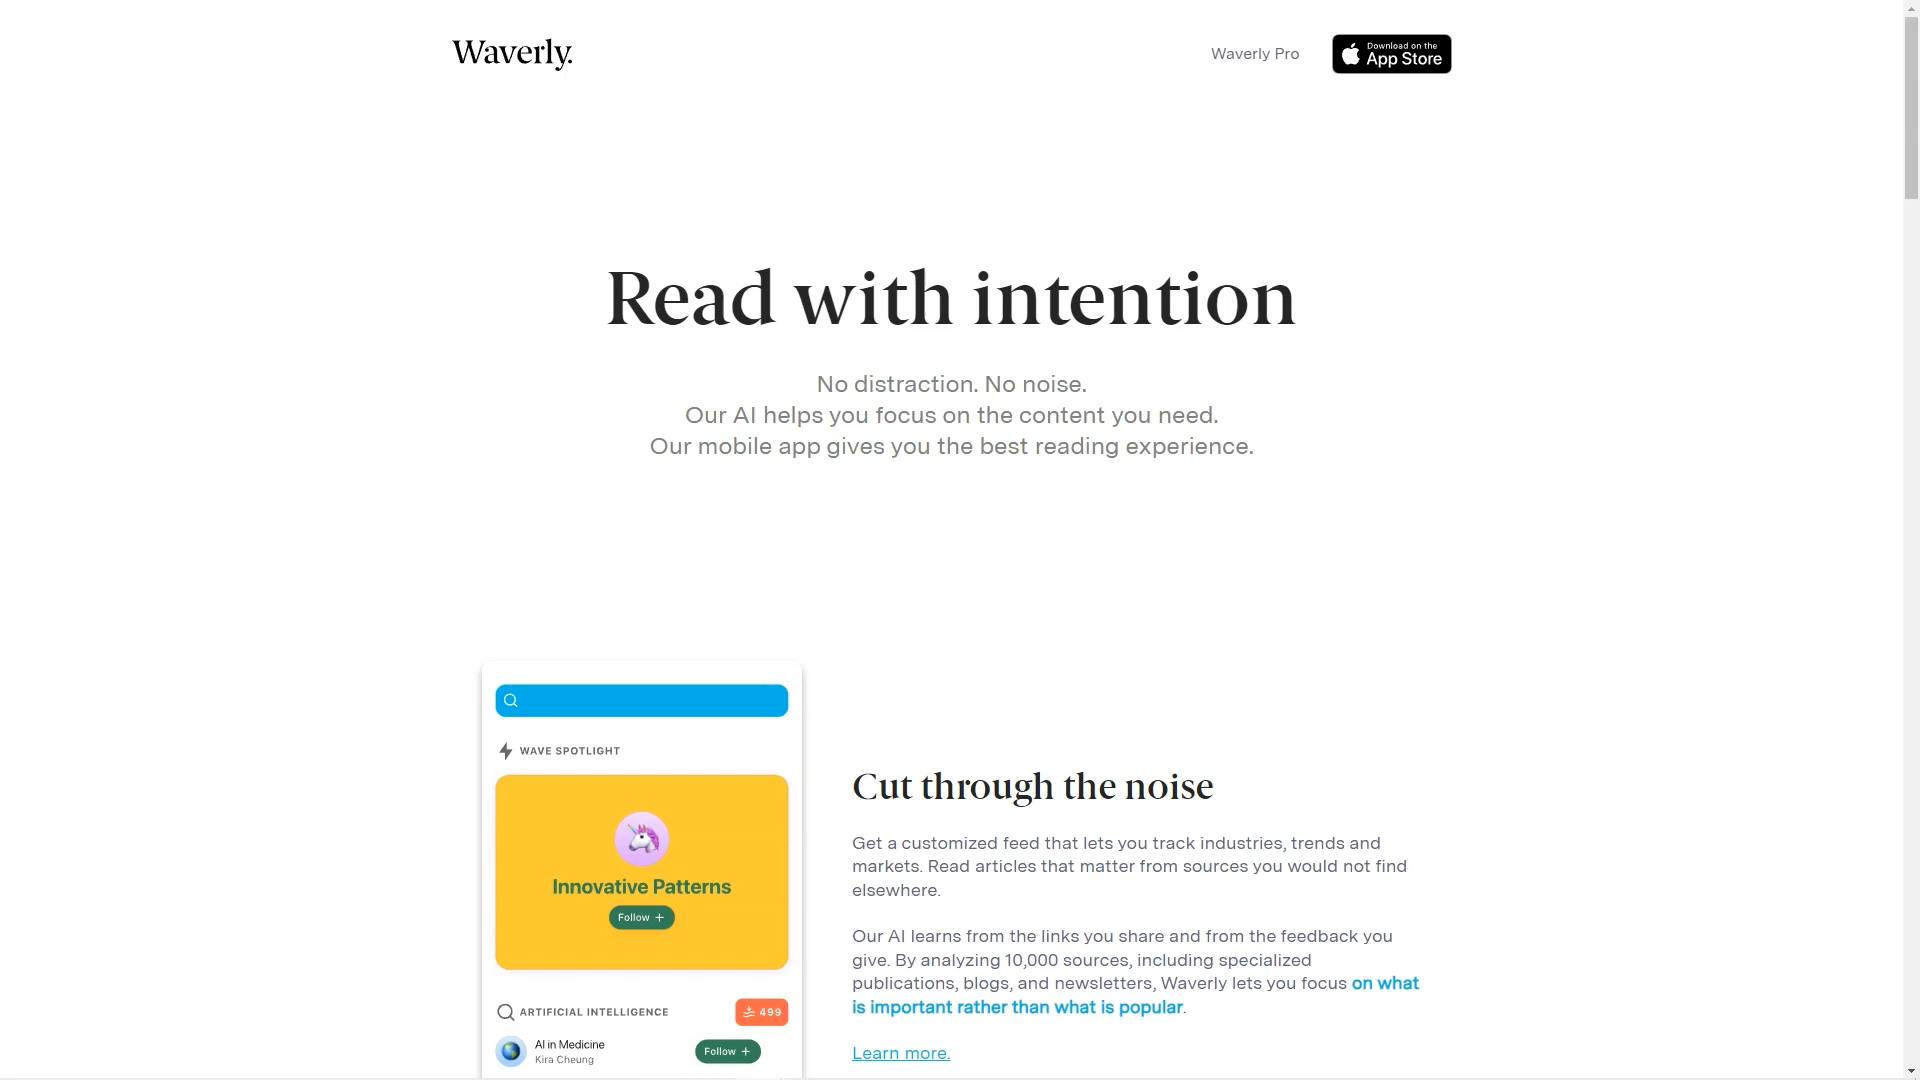 Waverly.
Waverly Pro
Download on the
App Store
Read with intention
No distraction. No noise.
Our AI helps you focus on the content you need.
Our mobile app gives you the best reading experience.
WAVE SPOTLIGHT
Innovative Patterns
Follow +
ARTIFICIAL INTELLIGENCE
499
AI in Medicine
Kira Cheung
Follow +
Cut through the noise
Get a customized feed that lets you track industries, trends and
markets. Read articles that matter from sources you would not find
elsewhere.
Our AI learns from the links you share and from the feedback you
give. By analyzing 10,000 sources, including specialized
publications, blogs, and newsletters, Waverly lets you focus on what
is important rather than what is popular.
Learn more.